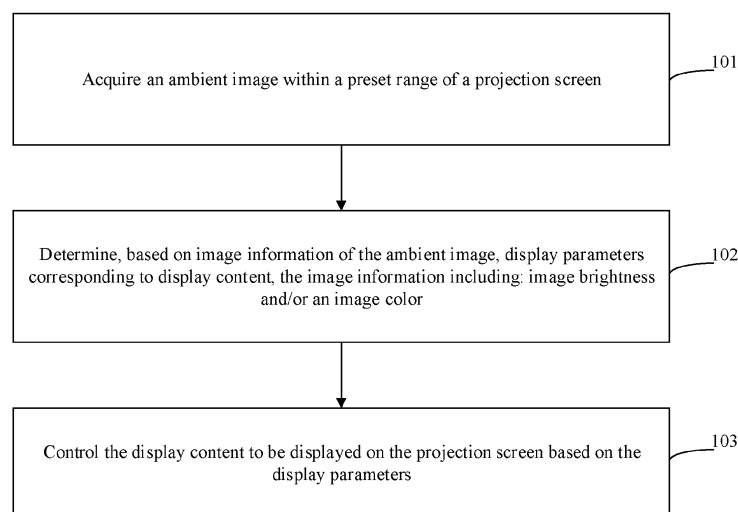 Acquire an ambient image within a preset range of a projection screen
101
Determine, based on image information of the ambient image, display parameters
corresponding to display content, the image information including: image brightness
and/or an image color
102
Control the display content to be displayed on the projection screen based on the
display parameters
103